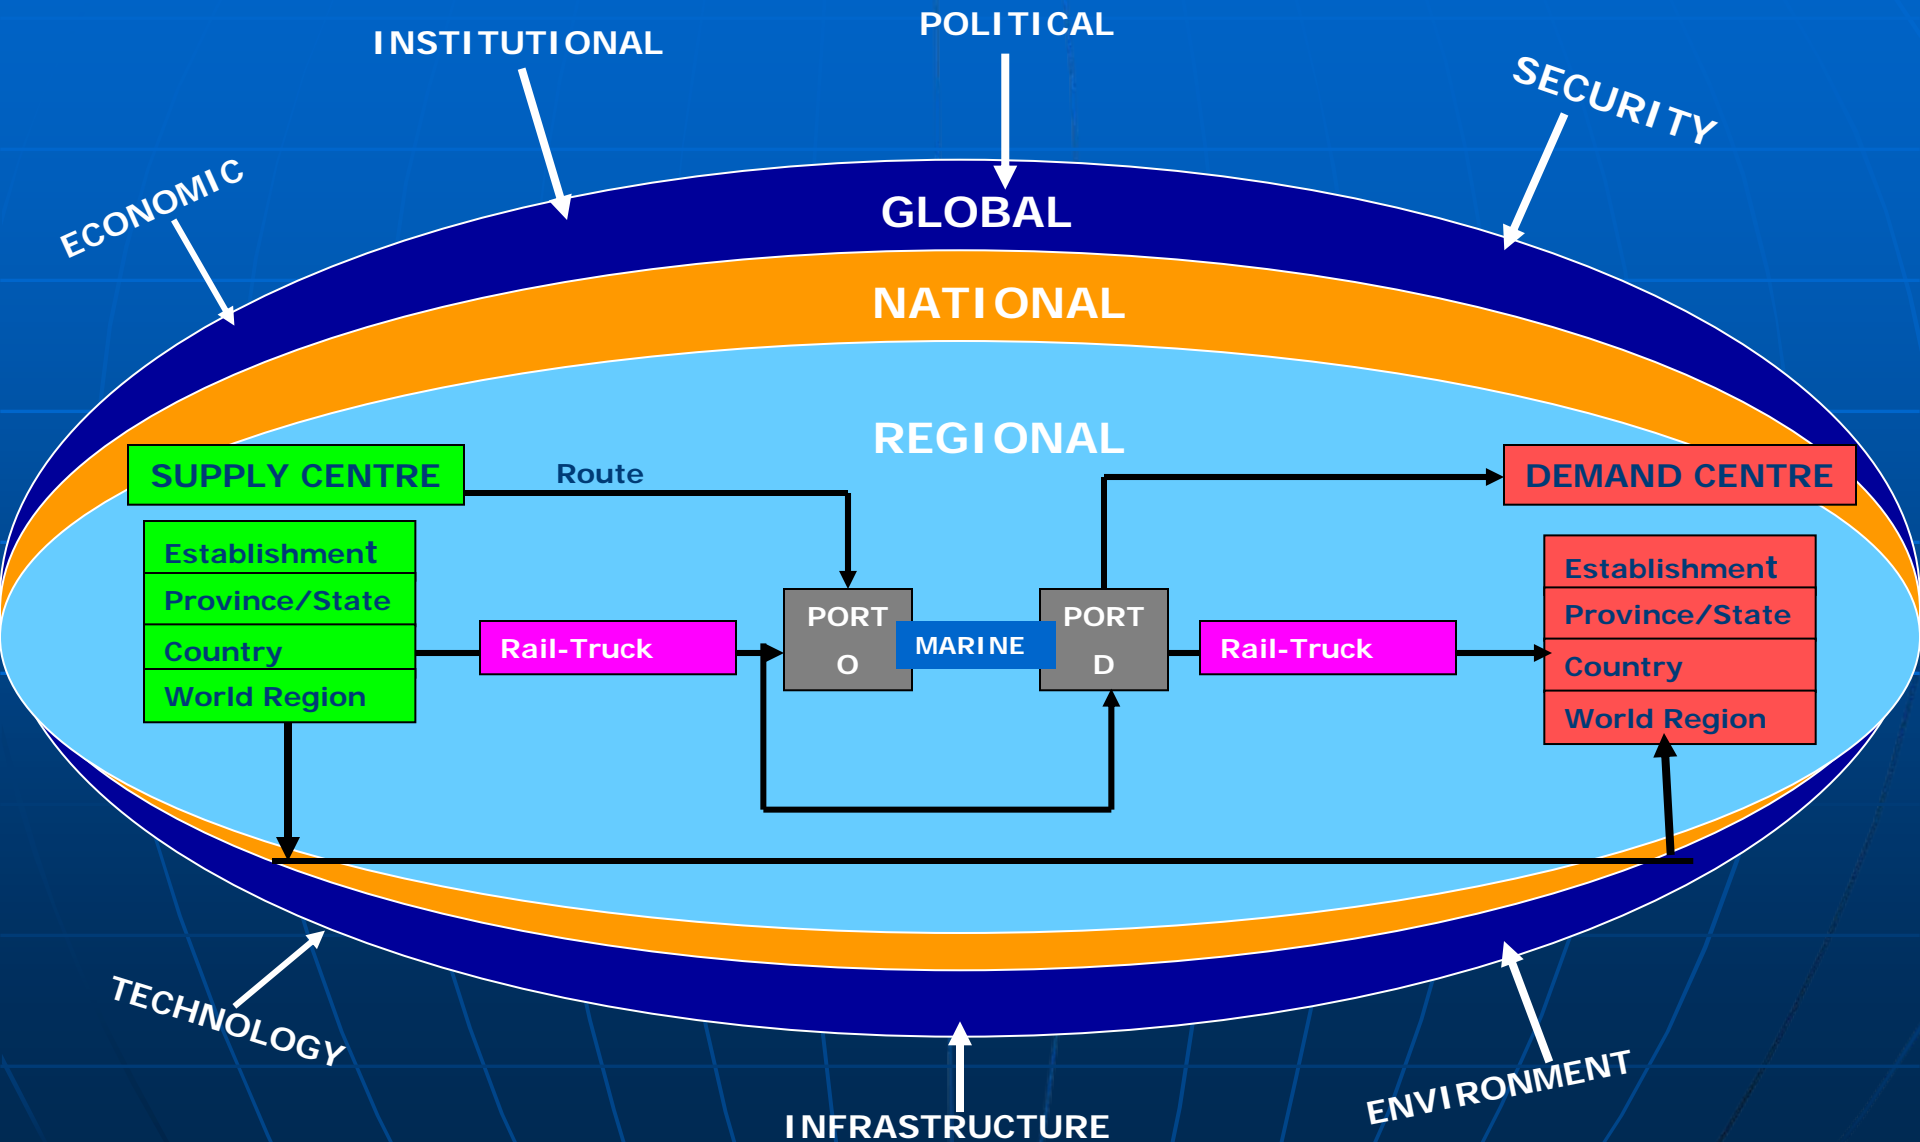 POLITICAL
INSTITUTIONAL
SECURITY
ECONOMIC
GLOBAL
NATIONAL
REGIONAL
SUPPLY CENTRE
Route
DEMAND CENTRE
Establishment
Province/State
Country
World Region
Rail-Truck
PORT
O
MARINE
PORT
D
Rail-Truck
Establishment
Province/State
Country
World Region
TECHNOLOGY
ENVIRONMENT
INFRASTRUCTURE